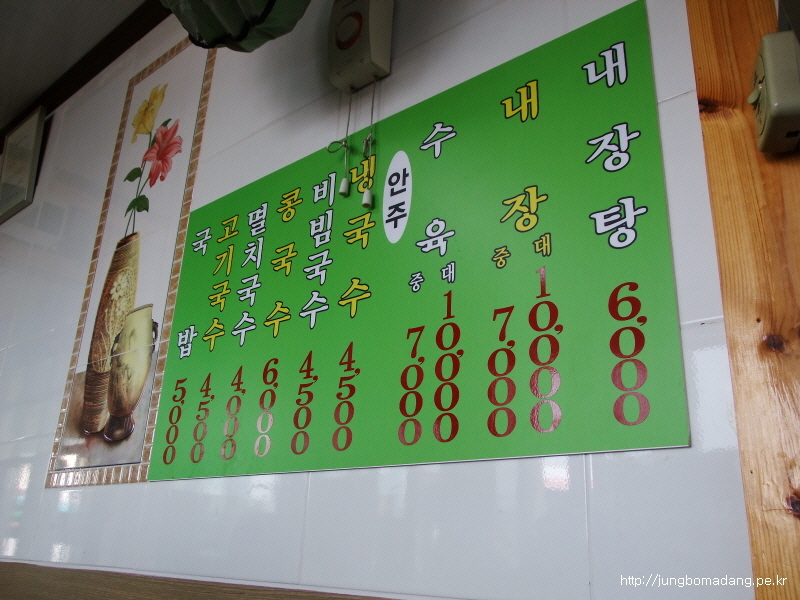 국밥 5,000
고기국수 4,500
멸치국수 4,000
콩국수 6,000
비빔국수 4,500
냉국수 4,500
안주
수육
중 7,000
대 10,000
내장
중 7,000
대 10,000
내장탕 6,000
http://jungbomadang.pe.kr